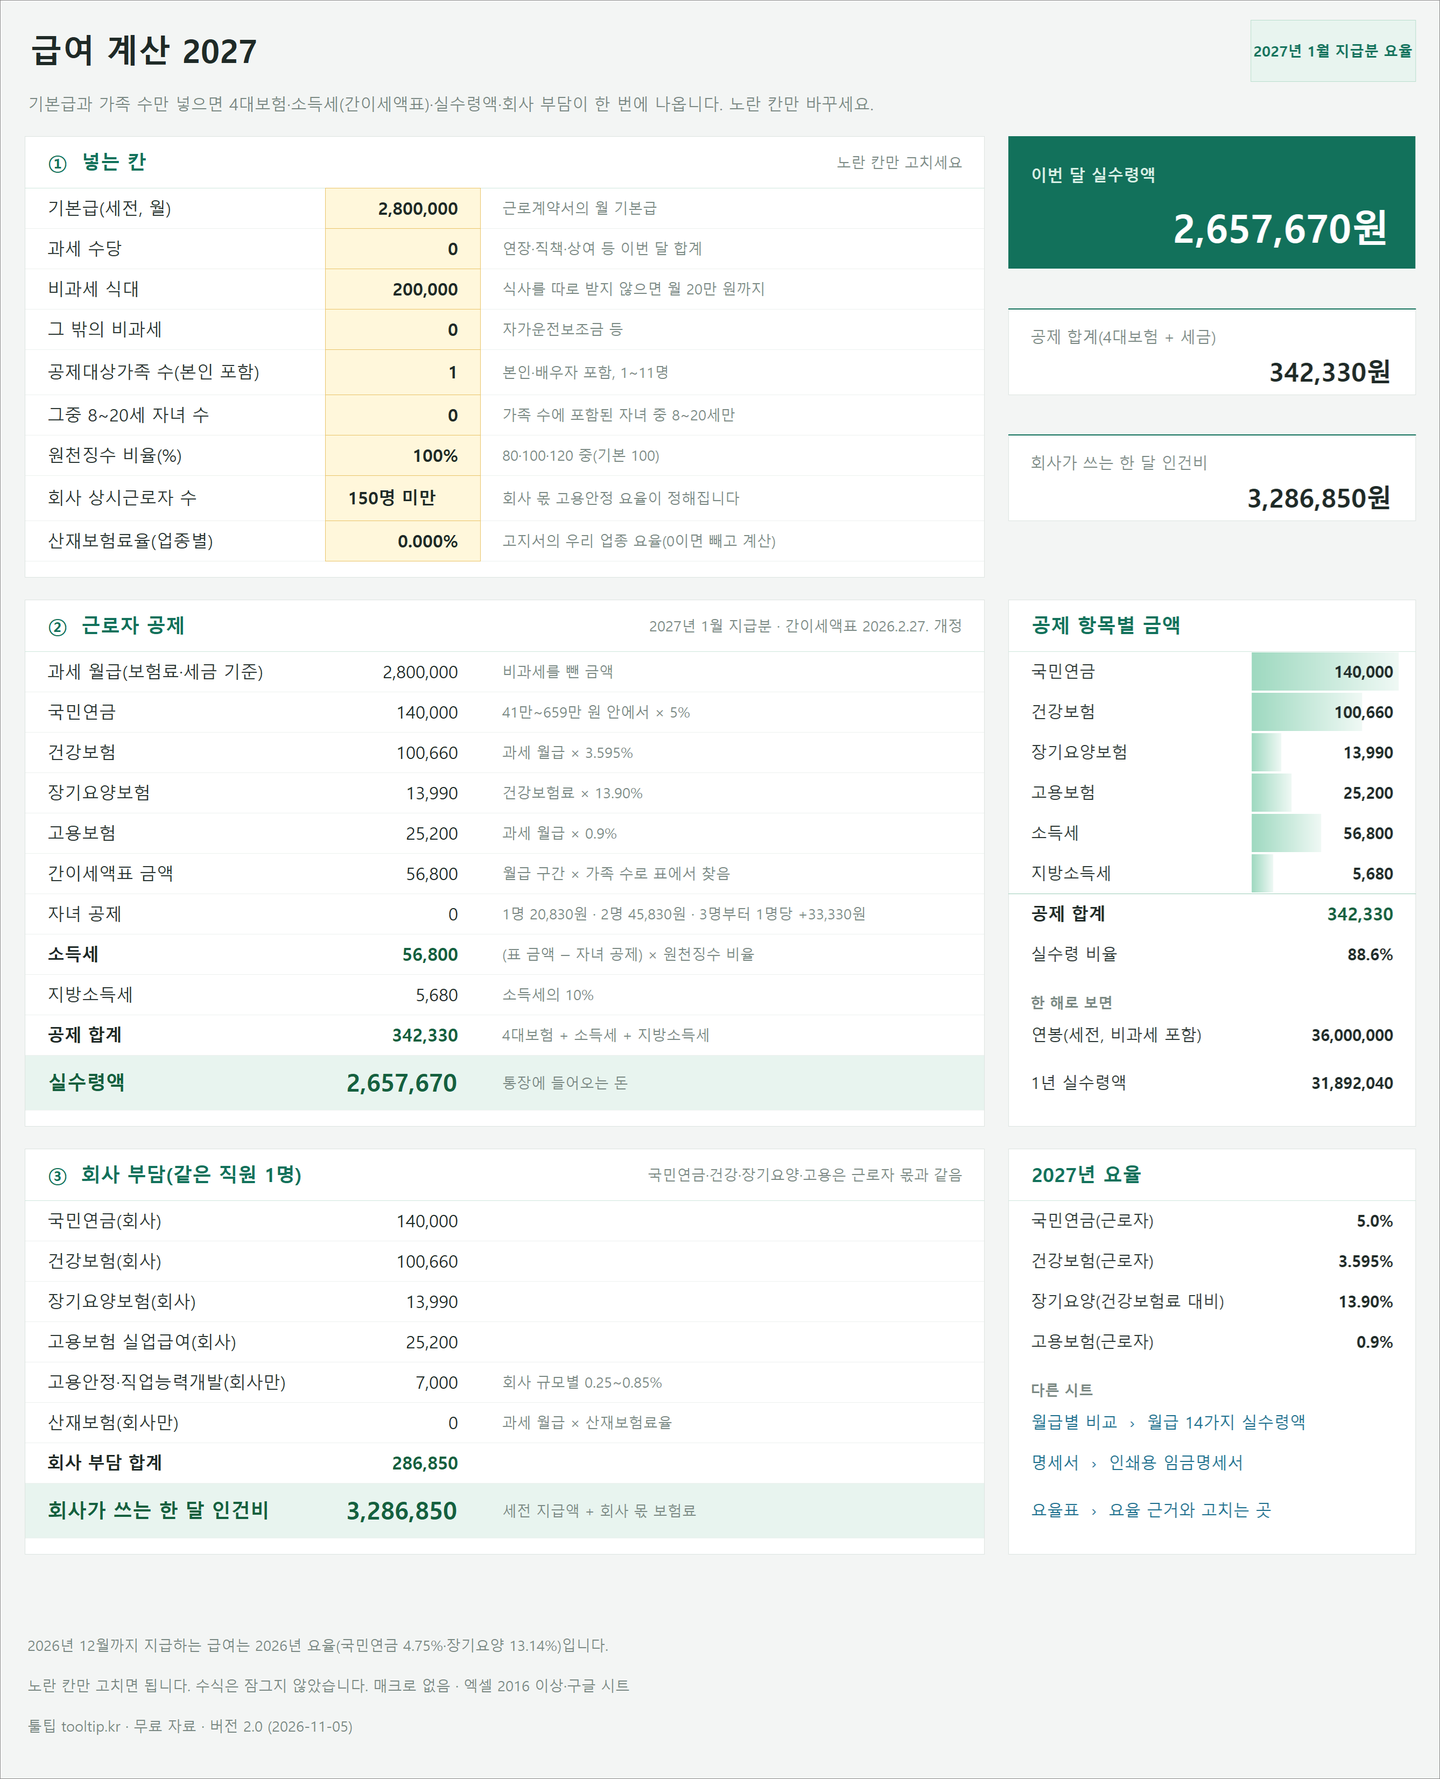 급여 계산 2027
2027년 1월 지급분 요율
기본급과 가족 수만 넣으면 4대보험·소득세(간이세액표)·실수령액·회사 부담이 한 번에 나옵니다. 노란 칸만 바꾸세요.
① 넣는 칸 노란 칸만 고치세요
기본급(세전, 월) 2,800,000 근로계약서의 월 기본급
과세 수당 0 연장·직책·상여 등 이번 달 합계
비과세 식대 200,000 식사를 따로 받지 않으면 월 20만 원까지
그 밖의 비과세 0 자가운전보조금 등
공제대상가족 수(본인 포함) 1 본인·배우자 포함, 1~11명
그중 8~20세 자녀 수 0 가족 수에 포함된 자녀 중 8~20세만
원천징수 비율(%) 100% 80·100·120 중(기본 100)
회사 상시근로자 수 150명 미만 회사 몫 고용안정 요율이 정해집니다
산재보험료율(업종별) 0.000% 고지서의 우리 업종 요율(0이면 빼고 계산)
이번 달 실수령액
2,657,670원
공제 합계(4대보험 + 세금)
342,330원
회사가 쓰는 한 달 인건비
3,286,850원
② 근로자 공제 2027년 1월 지급분 · 간이세액표 2026.2.27. 개정
과세 월급(보험료·세금 기준) 2,800,000 비과세를 뺀 금액
국민연금 140,000 41만~659만 원 안에서 × 5%
건강보험 100,660 과세 월급 × 3.595%
장기요양보험 13,990 건강보험료 × 13.90%
고용보험 25,200 과세 월급 × 0.9%
간이세액표 금액 56,800 월급 구간 × 가족 수로 표에서 찾음
자녀 공제 0 1명 20,830원 · 2명 45,830원 · 3명부터 1명당 +33,330원
소득세 56,800 (표 금액 − 자녀 공제) × 원천징수 비율
지방소득세 5,680 소득세의 10%
공제 합계 342,330 4대보험 + 소득세 + 지방소득세
실수령액 2,657,670 통장에 들어오는 돈
공제 항목별 금액
국민연금 140,000
건강보험 100,660
장기요양보험 13,990
고용보험 25,200
소득세 56,800
지방소득세 5,680
공제 합계 342,330
실수령 비율 88.6%
한 해로 보면
연봉(세전, 비과세 포함) 36,000,000
1년 실수령액 31,892,040
③ 회사 부담(같은 직원 1명) 국민연금·건강·장기요양·고용은 근로자 몫과 같음
국민연금(회사) 140,000
건강보험(회사) 100,660
장기요양보험(회사) 13,990
고용보험 실업급여(회사) 25,200
고용안정·직업능력개발(회사만) 7,000 회사 규모별 0.25~0.85%
산재보험(회사만) 0 과세 월급 × 산재보험료율
회사 부담 합계 286,850
회사가 쓰는 한 달 인건비 3,286,850 세전 지급액 + 회사 몫 보험료
2027년 요율
국민연금(근로자) 5.0%
건강보험(근로자) 3.595%
장기요양(건강보험료 대비) 13.90%
고용보험(근로자) 0.9%
다른 시트
월급별 비교 › 월급 14가지 실수령액
명세서 › 인쇄용 임금명세서
요율표 › 요율 근거와 고치는 곳
2026년 12월까지 지급하는 급여는 2026년 요율(국민연금 4.75%·장기요양 13.14%)입니다.
노란 칸만 고치면 됩니다. 수식은 잠그지 않았습니다. 매크로 없음 · 엑셀 2016 이상·구글 시트
툴팁 tooltip.kr · 무료 자료 · 버전 2.0 (2026-11-05)